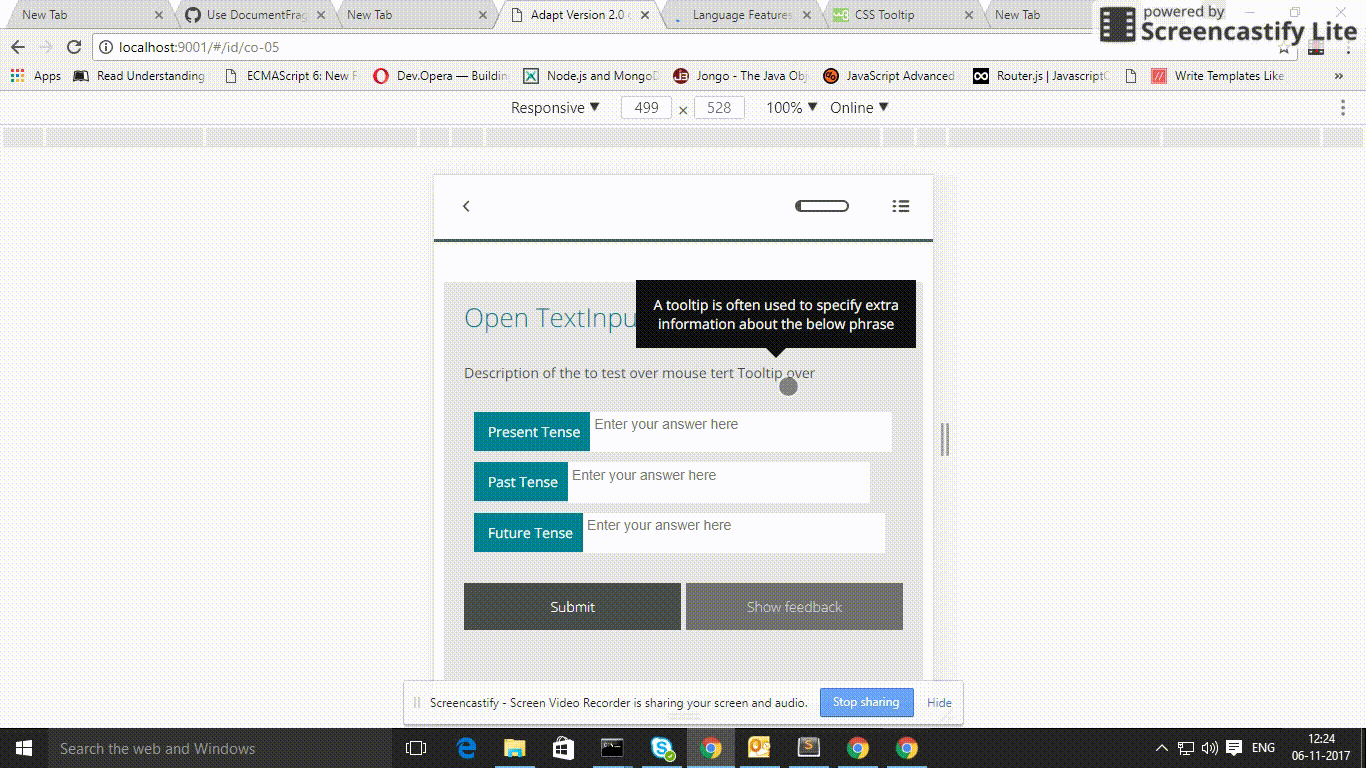 New Tab
Use DocumentFrag
New Tab
Adapt Version 2.0
Language Features
CSS Tooltip
New Tab
powered by
Screencastify Lite
localhost:9001/#/id/co-05
Apps
Read Understanding
ECMAScript 6: New F
Dev.Opera — Buildin
Node.js and MongoD
Jongo - The Java Obj
JavaScript Advanced
Router.js | JavascriptC
Write Templates Like
»
Responsive ▼ 499 × 528 100% ▼ Online ▼
A tooltip is often used to specify extra
information about the below phrase
Open TextInpu
Description of the to test over mouse tert Tooltip over
Present Tense Enter your answer here
Past Tense Enter your answer here
Future Tense Enter your answer here
Submit Show feedback
Screencastify - Screen Video Recorder is sharing your screen and audio. Stop sharing Hide
Search the web and Windows
ENG
12:24
06-11-2017